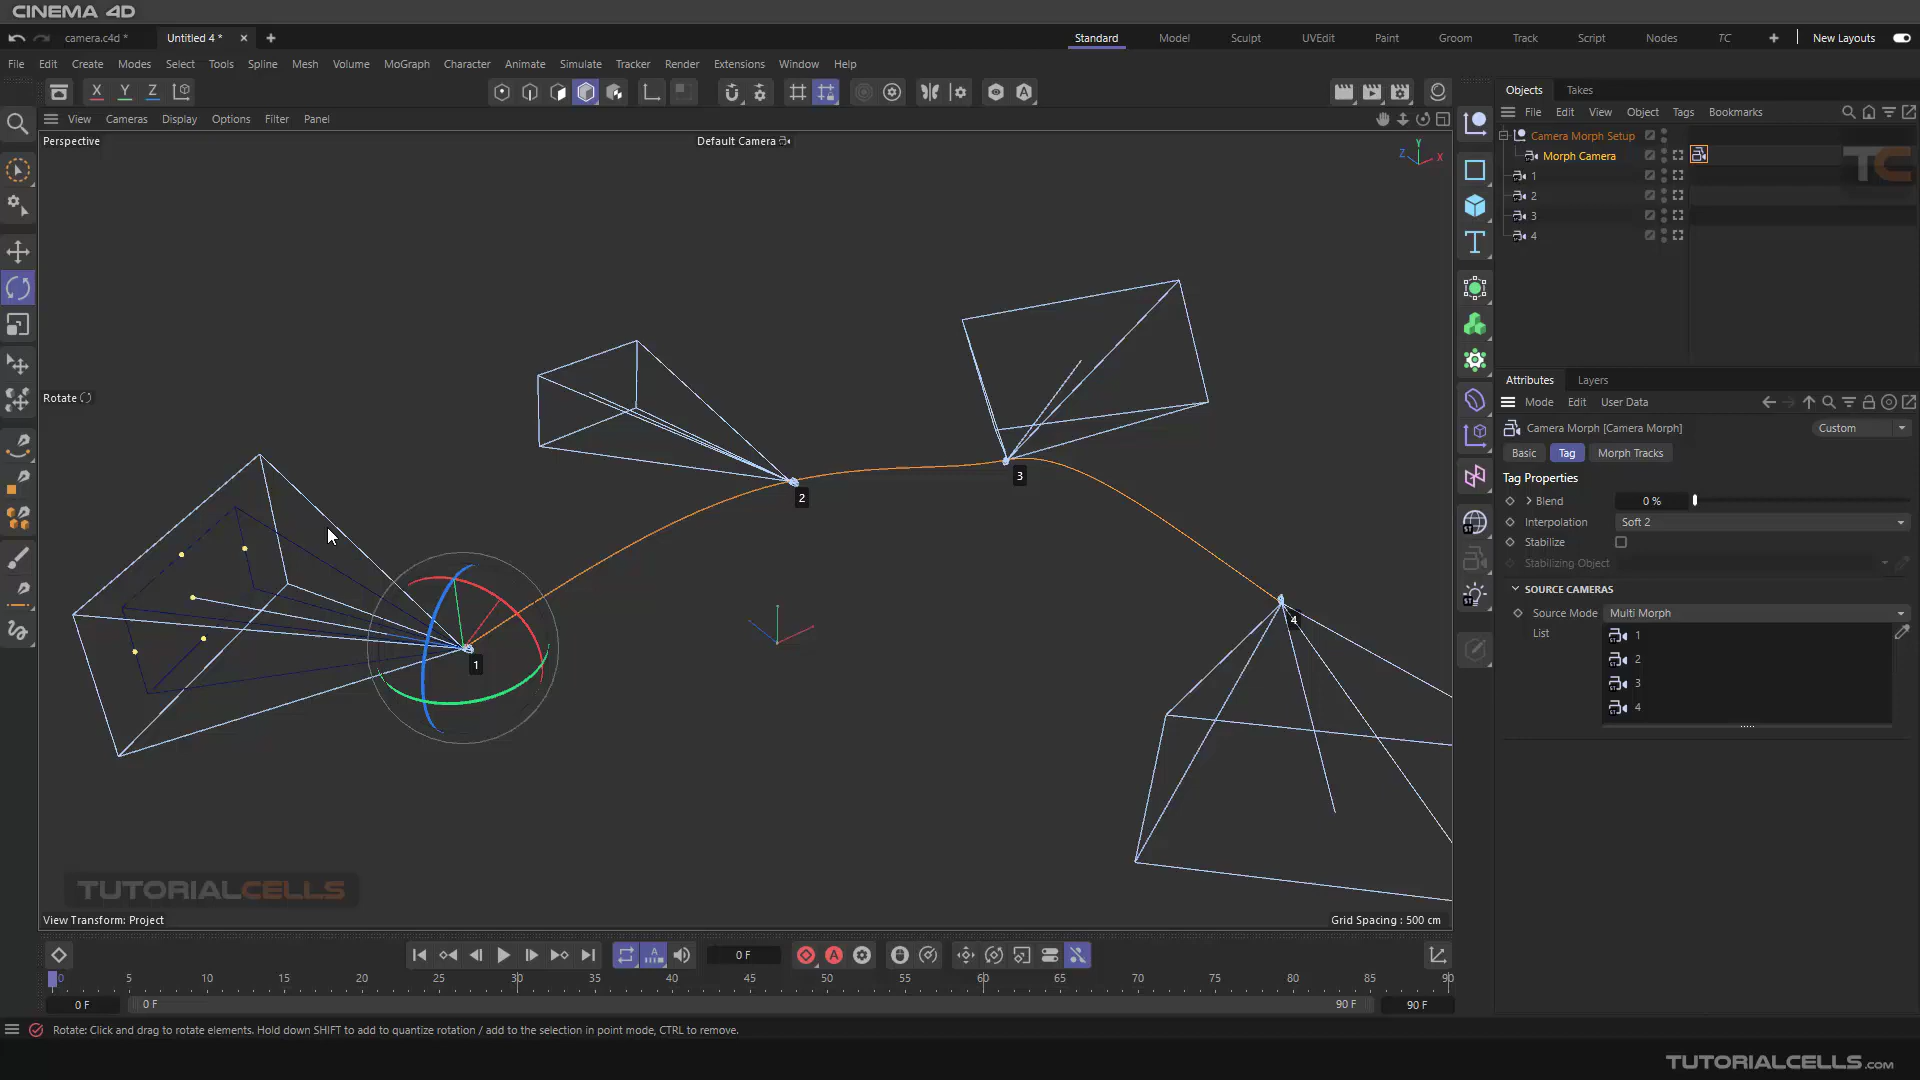 CINEMA 4D
camera.c4d *
Untitled 4 *
Standard
Model
Sculpt
UVEdit
Paint
Groom
Track
Script
Nodes
TC
New Layouts
File Edit Create Modes Select Tools Spline Mesh Volume MoGraph Character Animate Simulate Tracker Render Extensions Window Help
X Y Z
View Cameras Display Options Filter Panel
Perspective
Default Camera
Y
Z
X
Rotate
1
2
3
4
TUTORIALCELLS
View Transform: Project
Grid Spacing : 500 cm
Objects
Takes
File Edit View Object Tags Bookmarks
Camera Morph Setup
Morph Camera
1
2
3
4
TC
Attributes
Layers
Mode Edit User Data
Camera Morph [Camera Morph]
Custom
Basic
Tag
Morph Tracks
Tag Properties
Blend 0 %
Interpolation Soft 2
Stabilize
Stabilizing Object
SOURCE CAMERAS
Source Mode Multi Morph
List
1
2
3
4
0 F
0 5 10 15 20 25 30 35 40 45 50 55 60 65 70 75 80 85 90
0 F
0 F
90 F
90 F
Rotate: Click and drag to rotate elements. Hold down SHIFT to add to quantize rotation / add to the selection in point mode, CTRL to remove.
TUTORIALCELLS.com